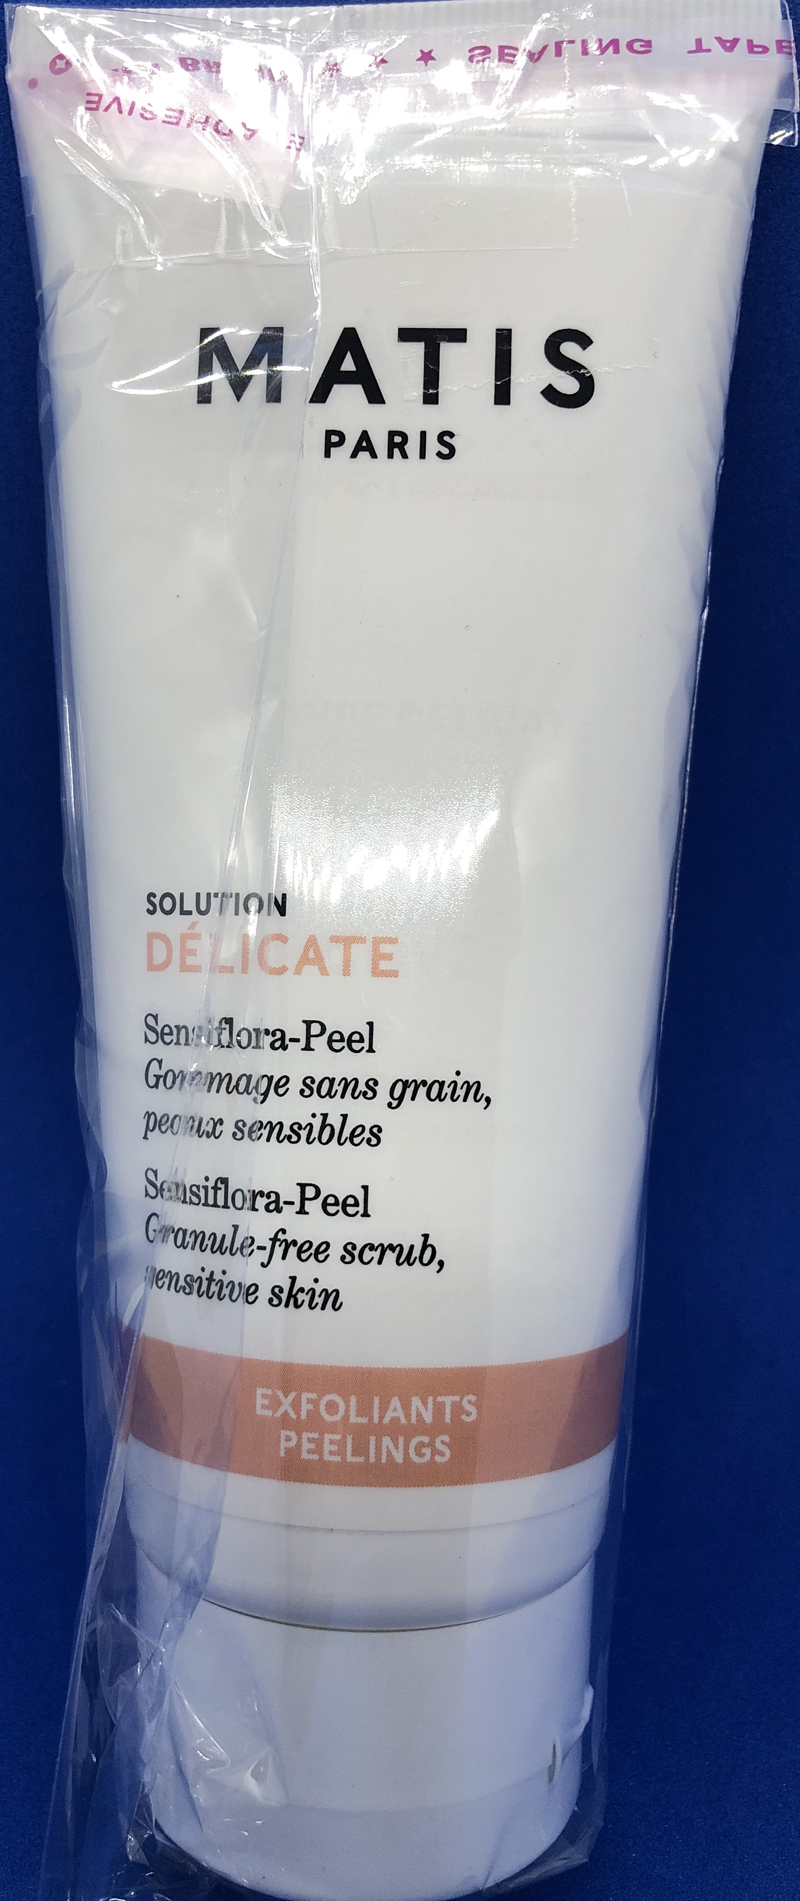 SEALING TAPE
ADHESIVE
MATIS
PARIS
SOLUTION
DÉLICATE
Sensiflora-Peel
Gommage sans grain,
peaux sensibles
Sensiflora-Peel
Granule-free scrub,
sensitive skin
EXFOLIANTS
PEELINGS